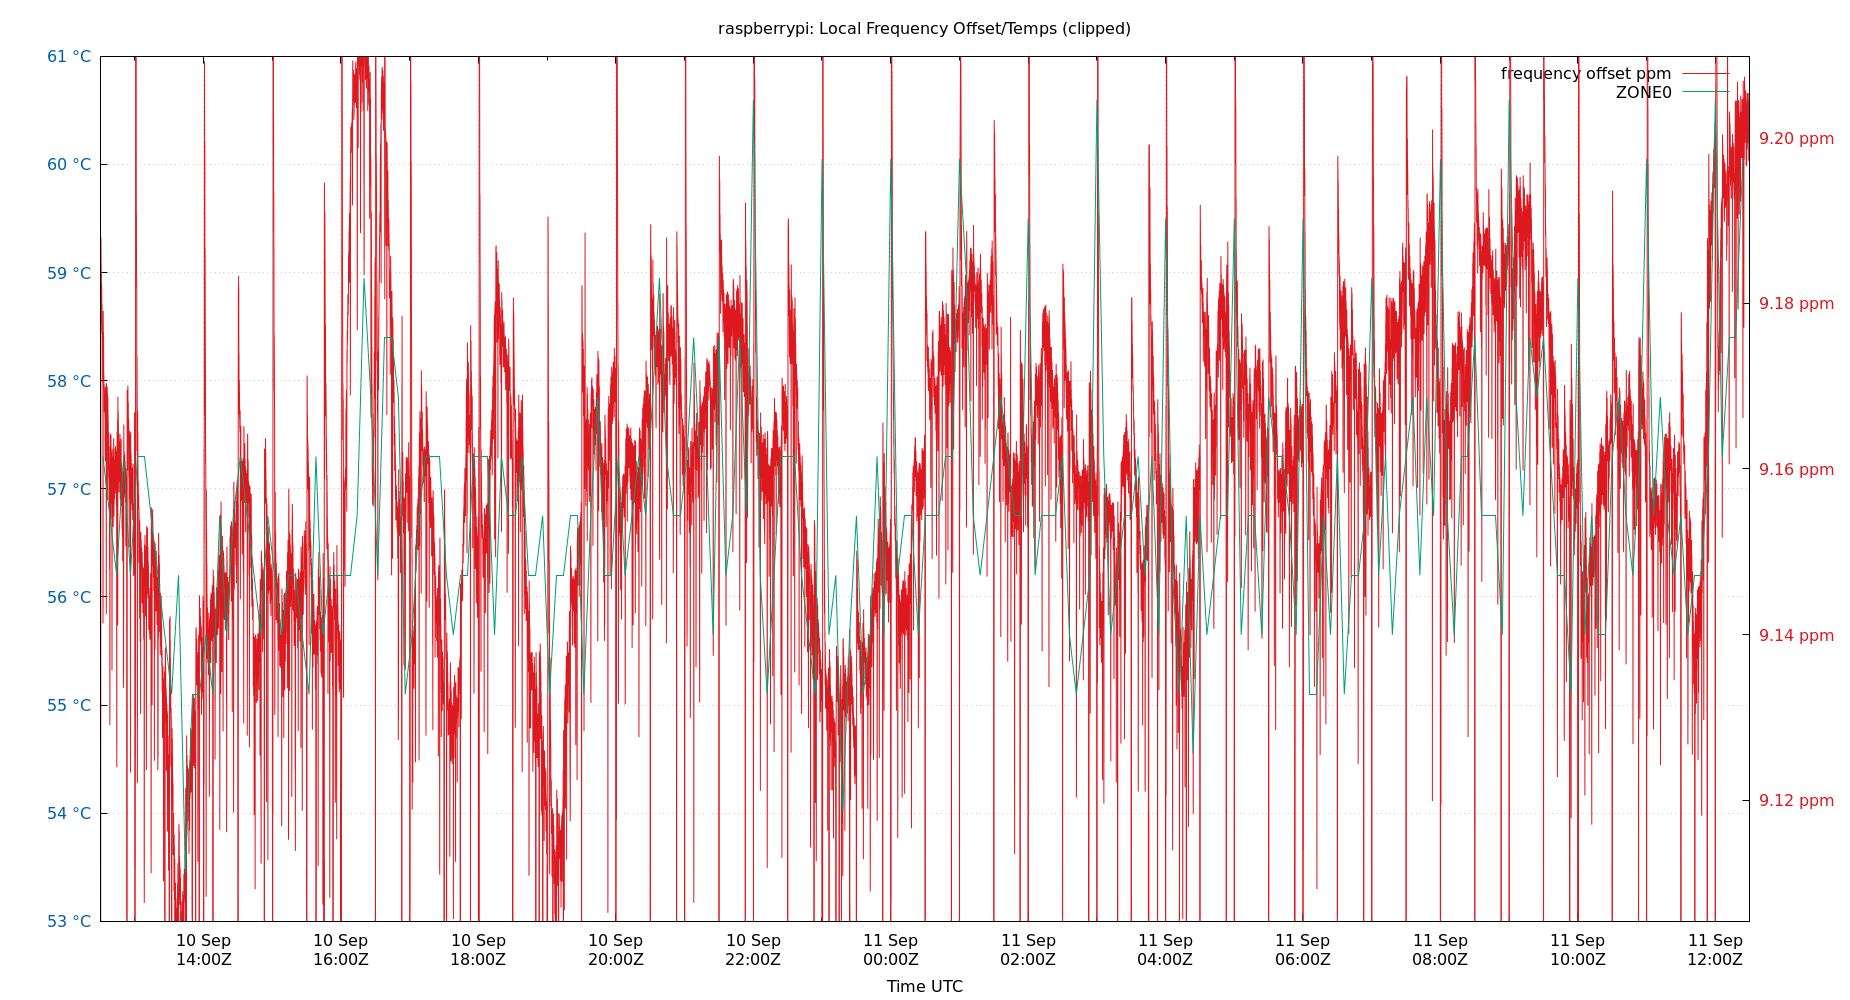 raspberrypi: Local Frequency Offset/Temps (clipped)
61 °C
60 °C
59 °C
58 °C
57 °C
56 °C
55 °C
54 °C
53 °C
frequency offset ppm
ZONE0
9.20 ppm
9.18 ppm
9.16 ppm
9.14 ppm
9.12 ppm
10 Sep
14:00Z
10 Sep
16:00Z
10 Sep
18:00Z
10 Sep
20:00Z
10 Sep
22:00Z
11 Sep
00:00Z
11 Sep
02:00Z
11 Sep
04:00Z
11 Sep
06:00Z
11 Sep
08:00Z
11 Sep
10:00Z
11 Sep
12:00Z
Time UTC